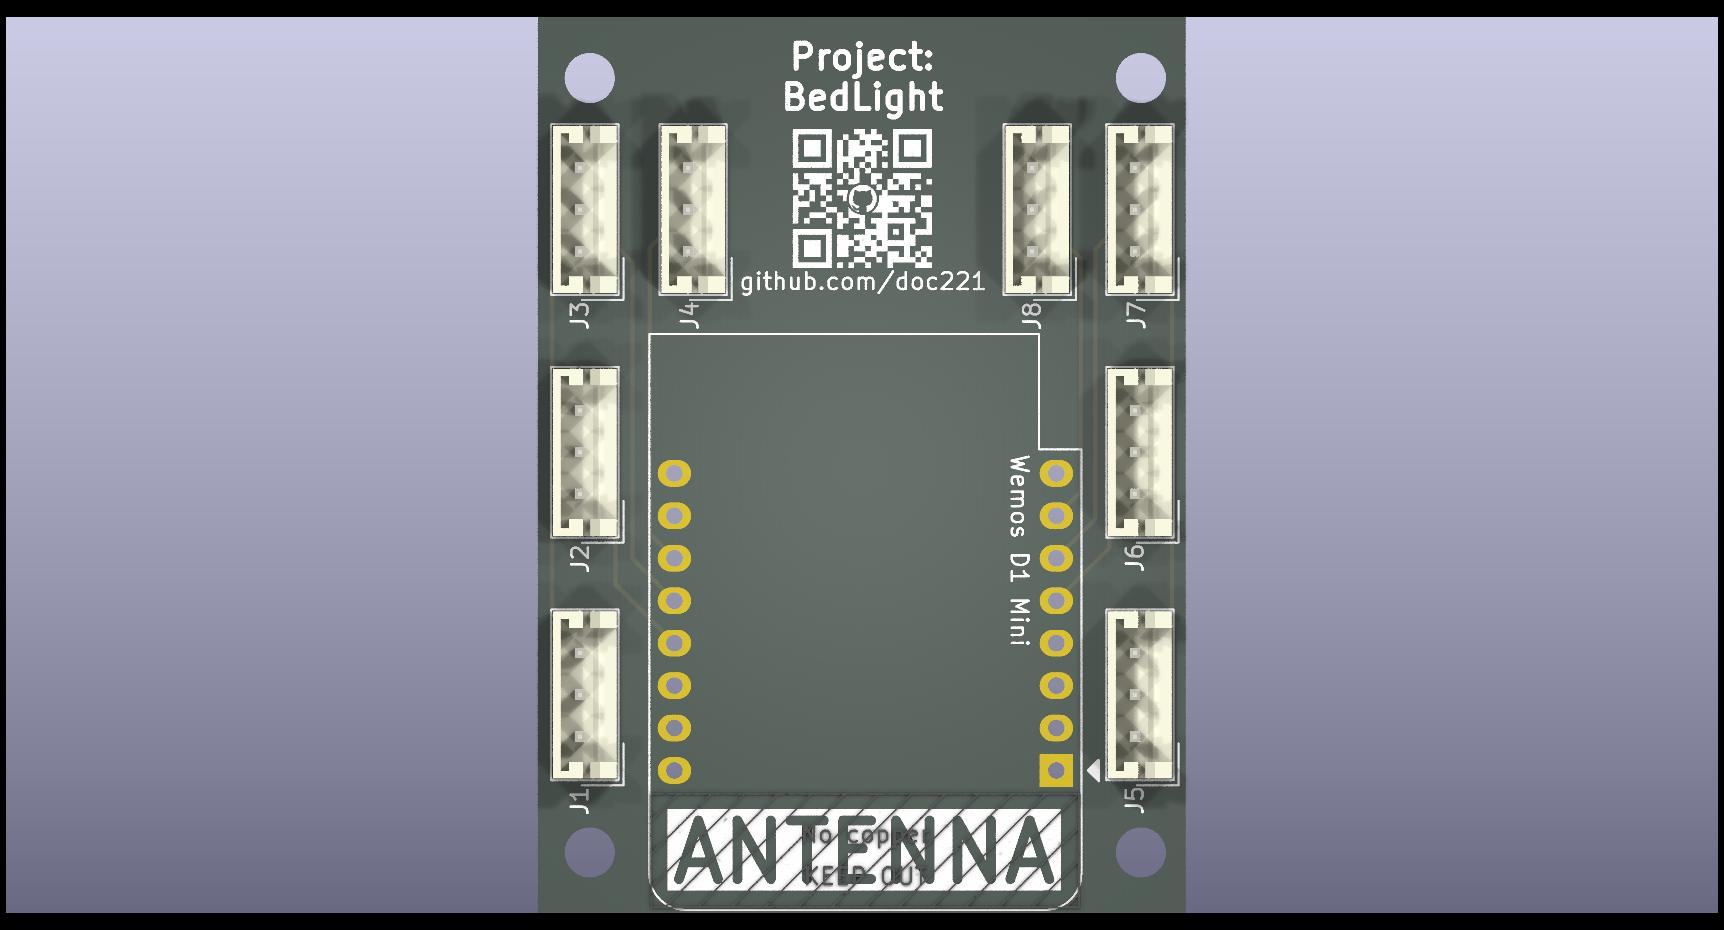 Project:
BedLight
github.com/doc221
J3
J4
J8
J7
J2
J6
Wemos D1 Mini
J1
J5
ANTENNA
No copper
KEEP OUT